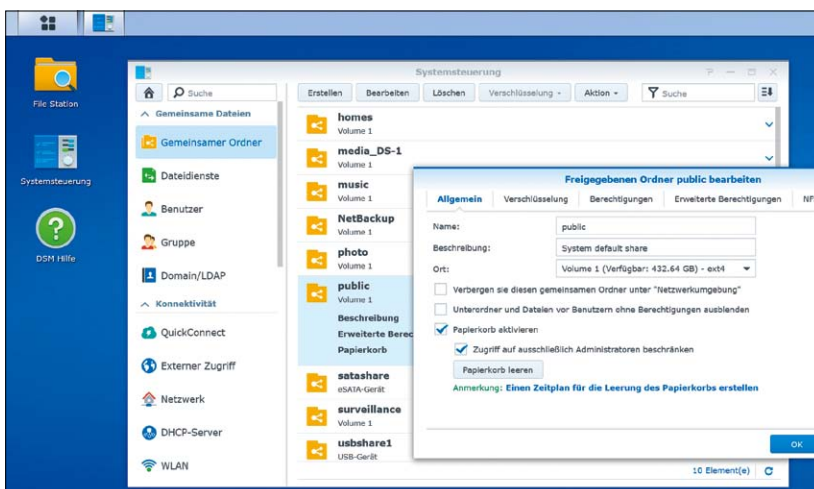 File Station
Systemsteuerung
DSM Hilfe
Systemsteuerung
Suche
Gemeinsame Dateien
Gemeinsamer Ordner
Dateidienste
Benutzer
Gruppe
Domain/LDAP
Konnektivität
QuickConnect
Externer Zugriff
Netzwerk
DHCP-Server
WLAN
Erstellen Bearbeiten Löschen Verschlüsselung Aktion Suche
homes
Volume 1
media_DS-1
Volume 1
music
Volume 1
NetBackup
Volume 1
photo
Volume 1
public
Volume 1
Beschreibung
Erweiterte Berec
Papierkorb
satashare
eSATA-Gerät
surveillance
Volume 1
usbshare1
USB-Gerät
10 Element(e)
Freigegebenen Ordner public bearbeiten
Allgemein Verschlüsselung Berechtigungen Erweiterte Berechtigungen NF
Name: public
Beschreibung: System default share
Ort: Volume 1 (Verfügbar: 432.64 GB) - ext4
Verbergen sie diesen gemeinsamen Ordner unter "Netzwerkumgebung"
Unterordner und Dateien vor Benutzern ohne Berechtigungen ausblenden
Papierkorb aktivieren
Zugriff auf ausschließlich Administratoren beschränken
Papierkorb leeren
Anmerkung: Einen Zeitplan für die Leerung des Papierkorbs erstellen
OK